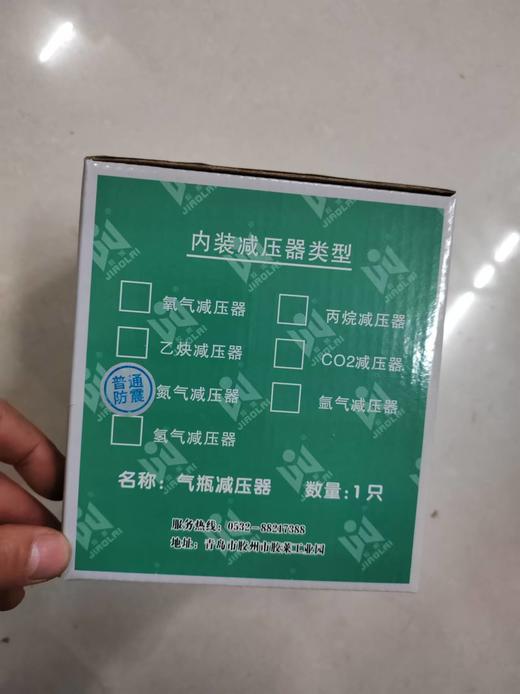 内装减压器类型
氧气减压器 丙烷减压器
乙炔减压器 CO2减压器
普通
防震
氮气减压器 氩气减压器
氢气减压器
名称：气瓶减压器 数量：1只
服务热线：0532-88247388
地址：青岛市胶州市胶莱工业园
JIAOLAI